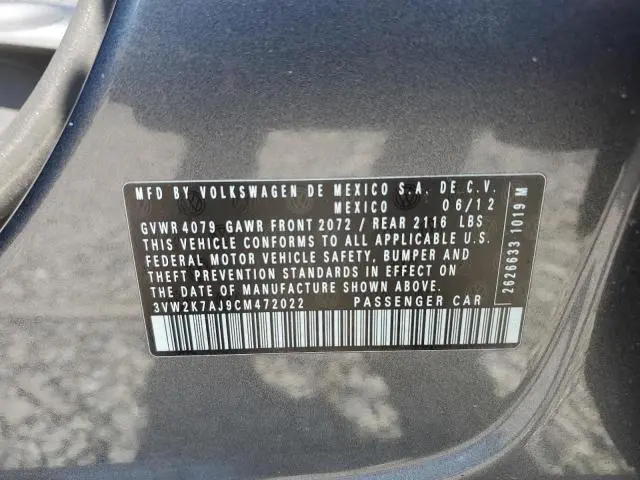 MFD BY VOLKSWAGEN DE MEXICO S.A. DE C.V.
MEXICO 06/12
GVWR 4079 GAWR FRONT 2072 / REAR 2116 LBS
THIS VEHICLE CONFORMS TO ALL APPLICABLE U.S.
FEDERAL MOTOR VEHICLE SAFETY, BUMPER AND
THEFT PREVENTION STANDARDS IN EFFECT ON
THE DATE OF MANUFACTURE SHOWN ABOVE.
3VW2K7AJ9CM472022 PASSENGER CAR
2626633 1019 M